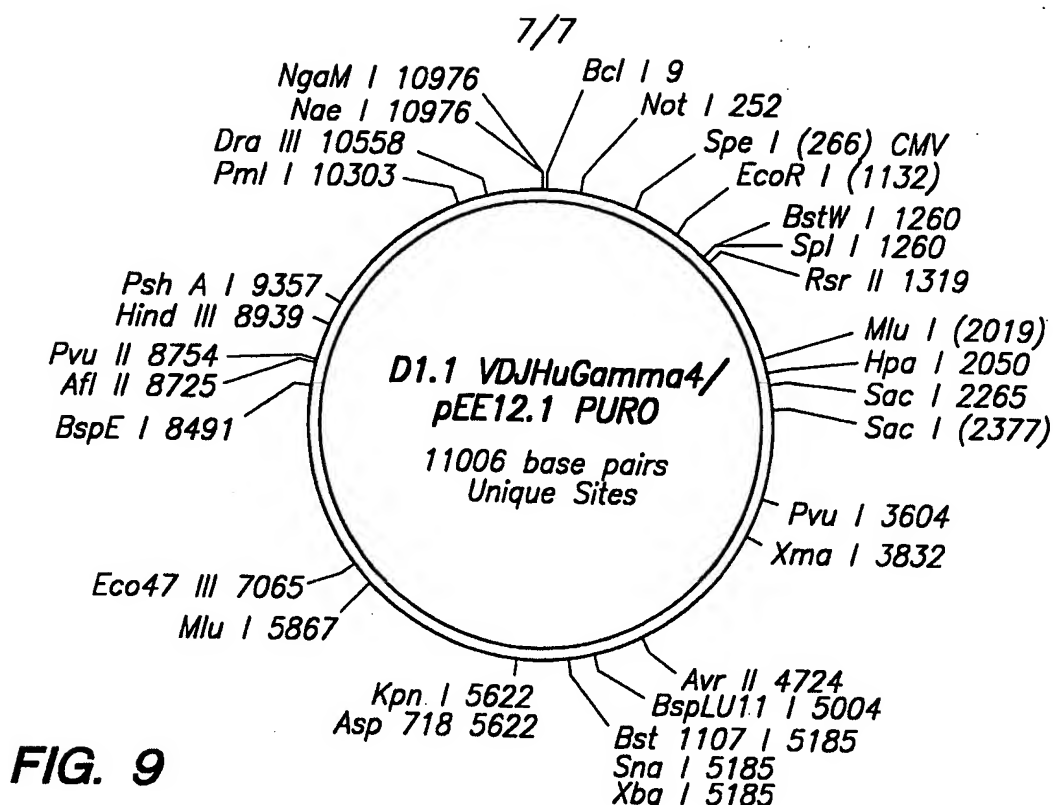 7/7
NgaM I 10976
Nae I 10976
Dra III 10558
Pml I 10303
Bcl I 9
Not I 252
Spe I (266) CMV
EcoR I (1132)
BstW I 1260
Spl I 1260
Rsr II 1319
Psh A I 9357
Hind III 8939
Pvu II 8754
Afl II 8725
BspE I 8491
Mlu I (2019)
Hpa I 2050
Sac I 2265
Sac I (2377)
D1.1 VDJHuGamma4/
pEE12.1 PURO
11006 base pairs
Unique Sites
Pvu I 3604
Xma I 3832
Eco47 III 7065
Mlu I 5867
Kpn I 5622
Asp 718 5622
Avr II 4724
BspLU11 I 5004
Bst 1107 I 5185
Sna I 5185
Xba I 5185
FIG. 9